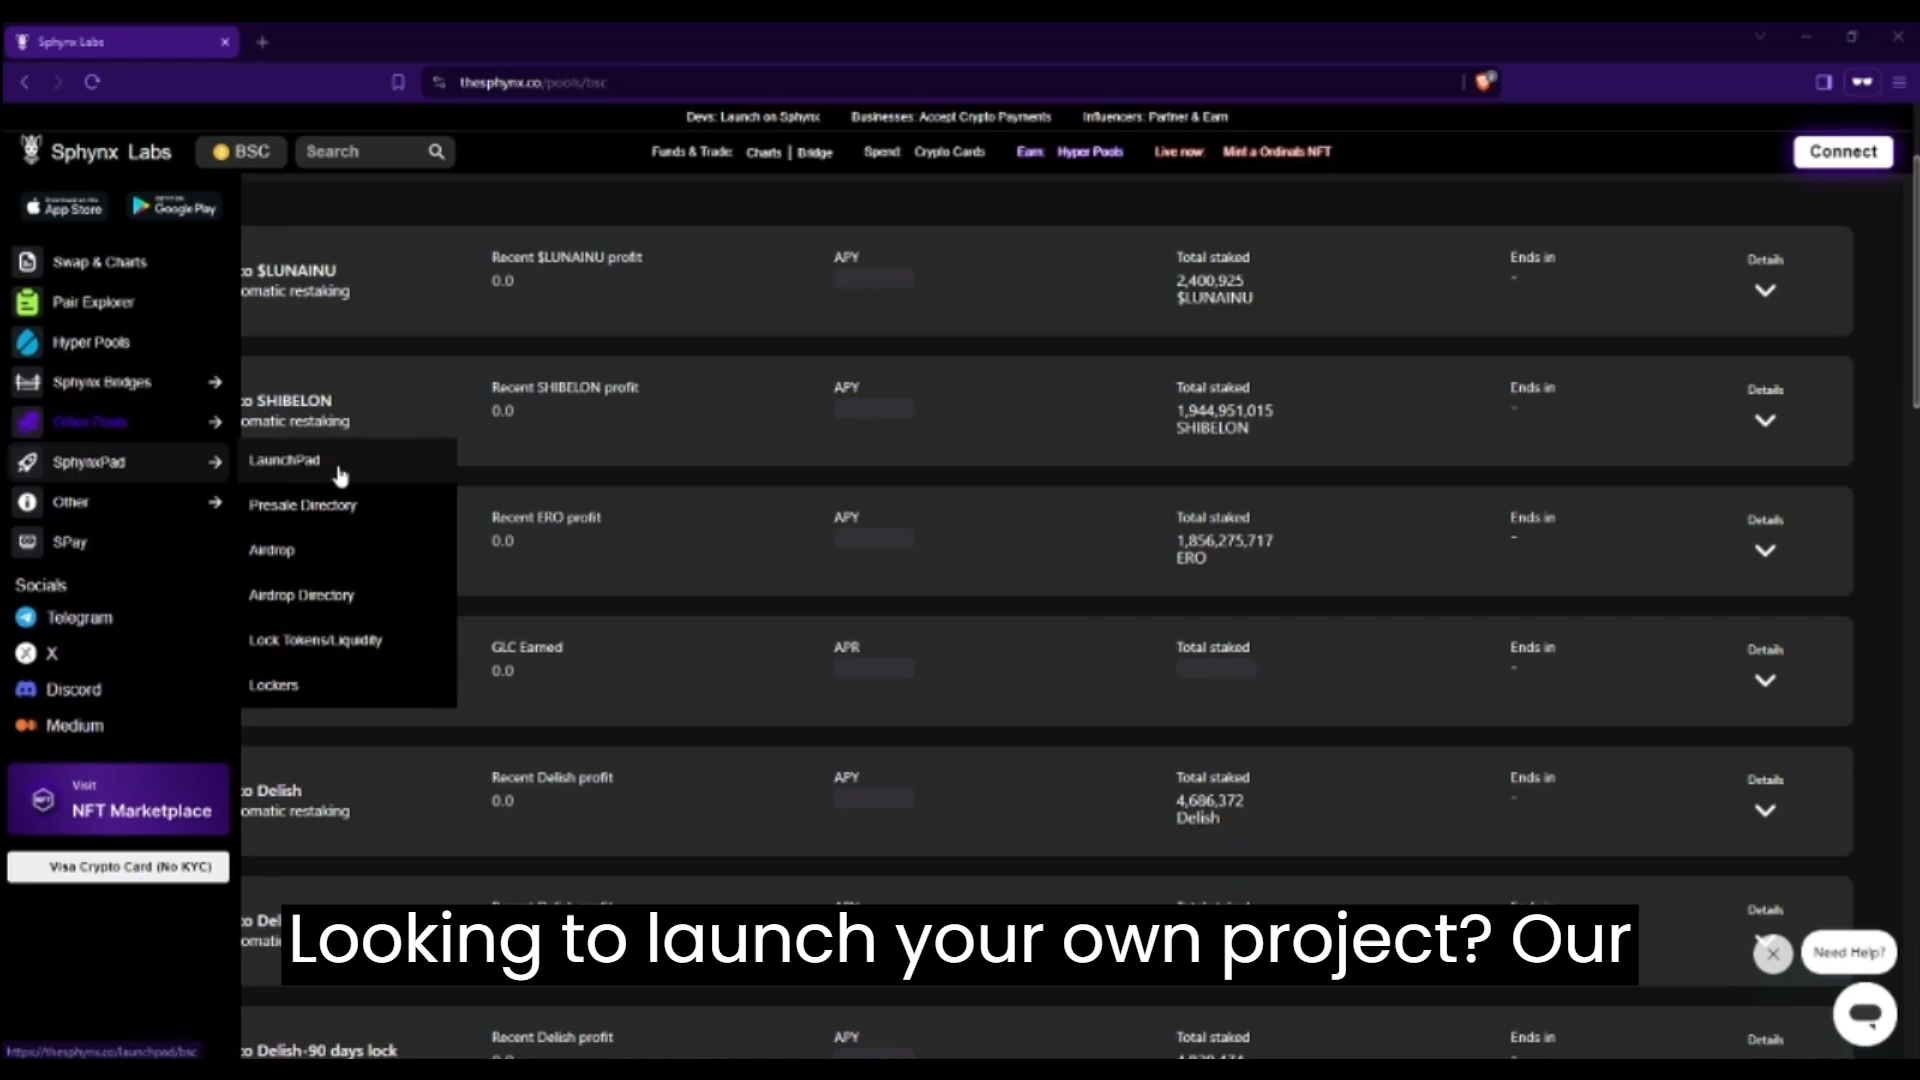 Sphynx Labs
thesphynx.co/pools/bsc
Devs: Launch on Sphynx Businesses: Accept Crypto Payments Influencers: Partner & Earn
Sphynx Labs BSC Search Funds & Trade: Charts | Bridge Spend: Crypto Cards Earn: Hyper Pools Live now: Mint a Ordinals NFT Connect
App Store Google Play
Swap & Charts
Pair Explorer
Hyper Pools
Sphynx Bridges
Other Pools
SphynxPad
Other
SPay
Socials
Telegram
X
Discord
Medium
Visit
NFT Marketplace
Visa Crypto Card (No KYC)
https://thesphynx.co/launchpad/bsc
LaunchPad
Presale Directory
Airdrop
Airdrop Directory
Lock Tokens/Liquidity
Lockers
o $LUNAINU
omatic restaking
Recent $LUNAINU profit
0.0
APY
Total staked
2,400,925
$LUNAINU
Ends in
-
Details
o SHIBELON
omatic restaking
Recent SHIBELON profit
0.0
APY
Total staked
1,944,951,015
SHIBELON
Ends in
-
Details
Recent ERO profit
0.0
APY
Total staked
1,856,275,717
ERO
Ends in
-
Details
GLC Earned
0.0
APR
Total staked
Ends in
-
Details
o Delish
omatic restaking
Recent Delish profit
0.0
APY
Total staked
4,686,372
Delish
Ends in
-
Details
o Del
omati
Details
Looking to launch your own project? Our
Need Help?
o Delish-90 days lock
Recent Delish profit
APY
Total staked
Ends in
Details